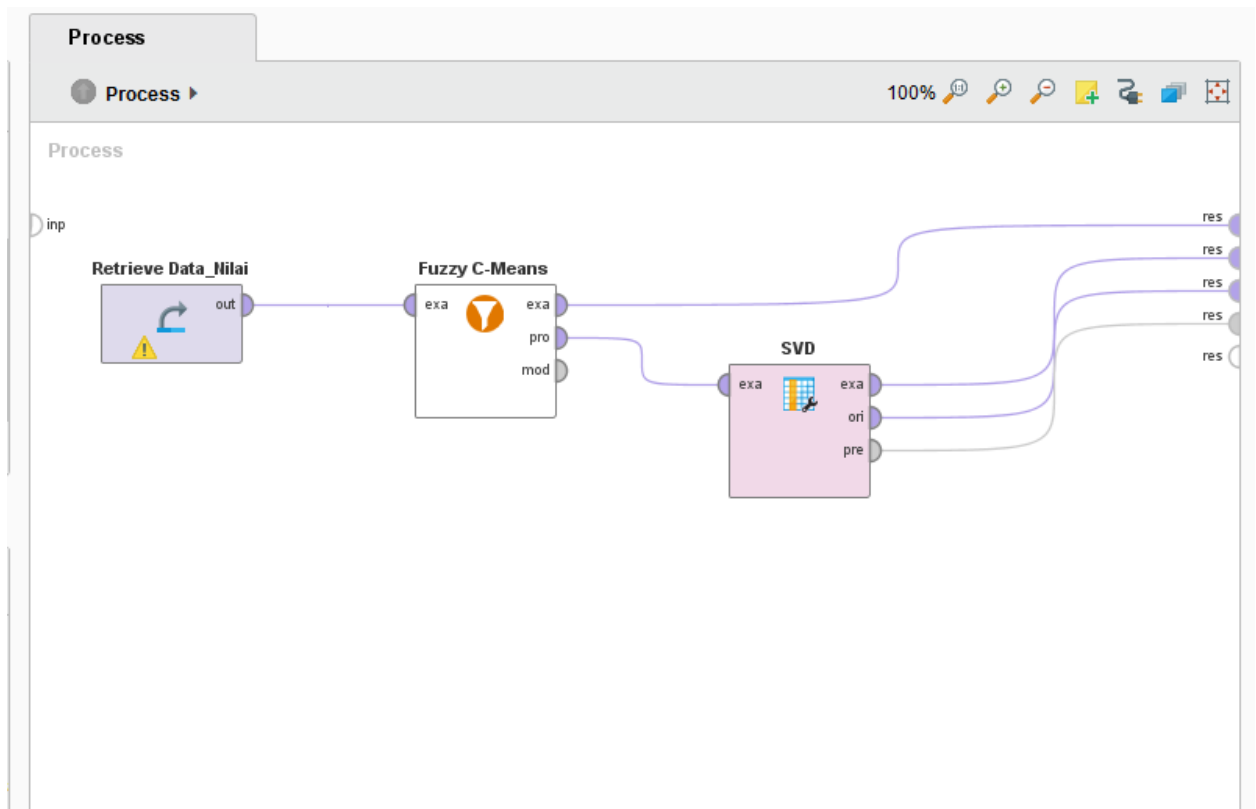 Process
Process
100%
Process
inp
res
res
res
res
res
Retrieve Data_Nilai
out
Fuzzy C-Means
exa
exa
pro
mod
SVD
exa
exa
ori
pre